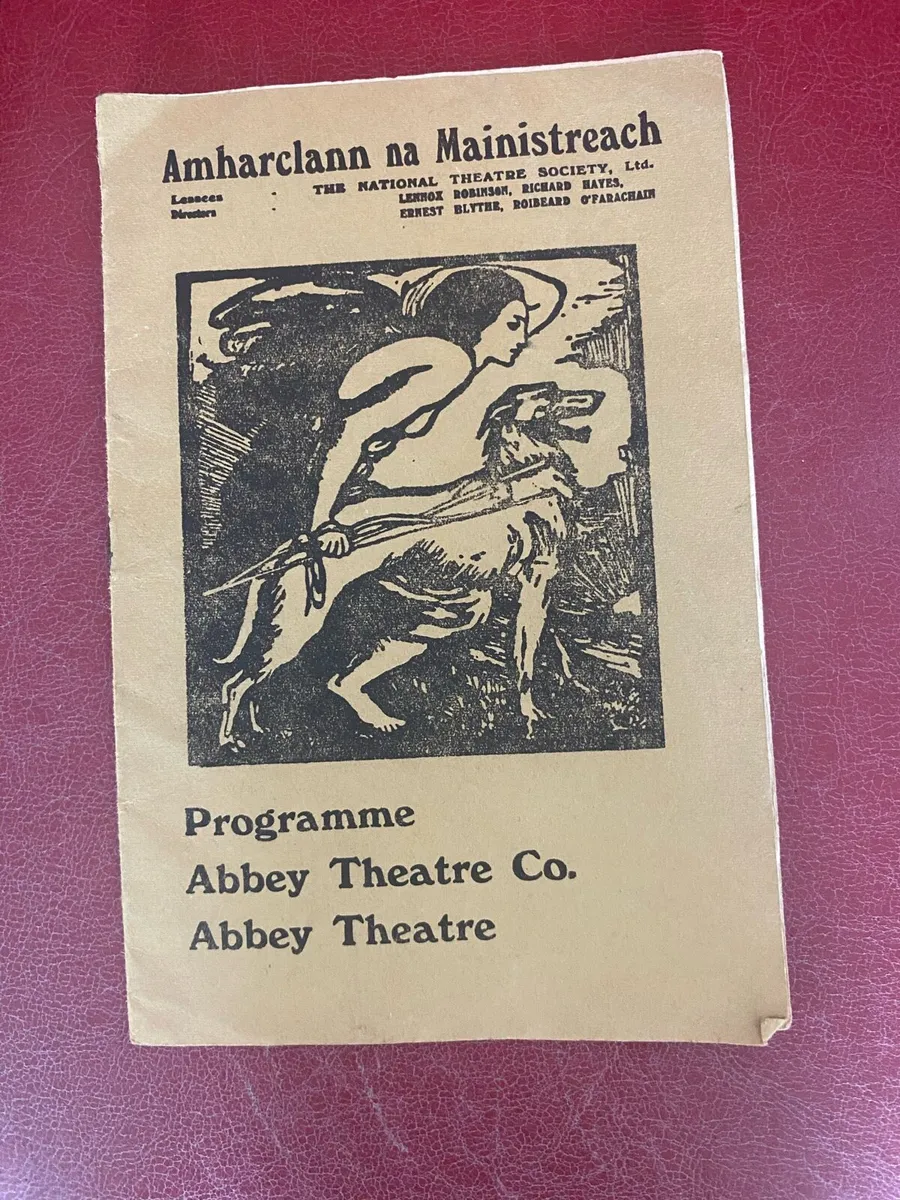 Amharclann na Mainistreach
Lessees : THE NATIONAL THEATRE SOCIETY, Ltd.
Directors : LENNOX ROBINSON, RICHARD HAYES,
ERNEST BLYTHE, ROIBEARD O'FARACHAIN
Programme
Abbey Theatre Co.
Abbey Theatre